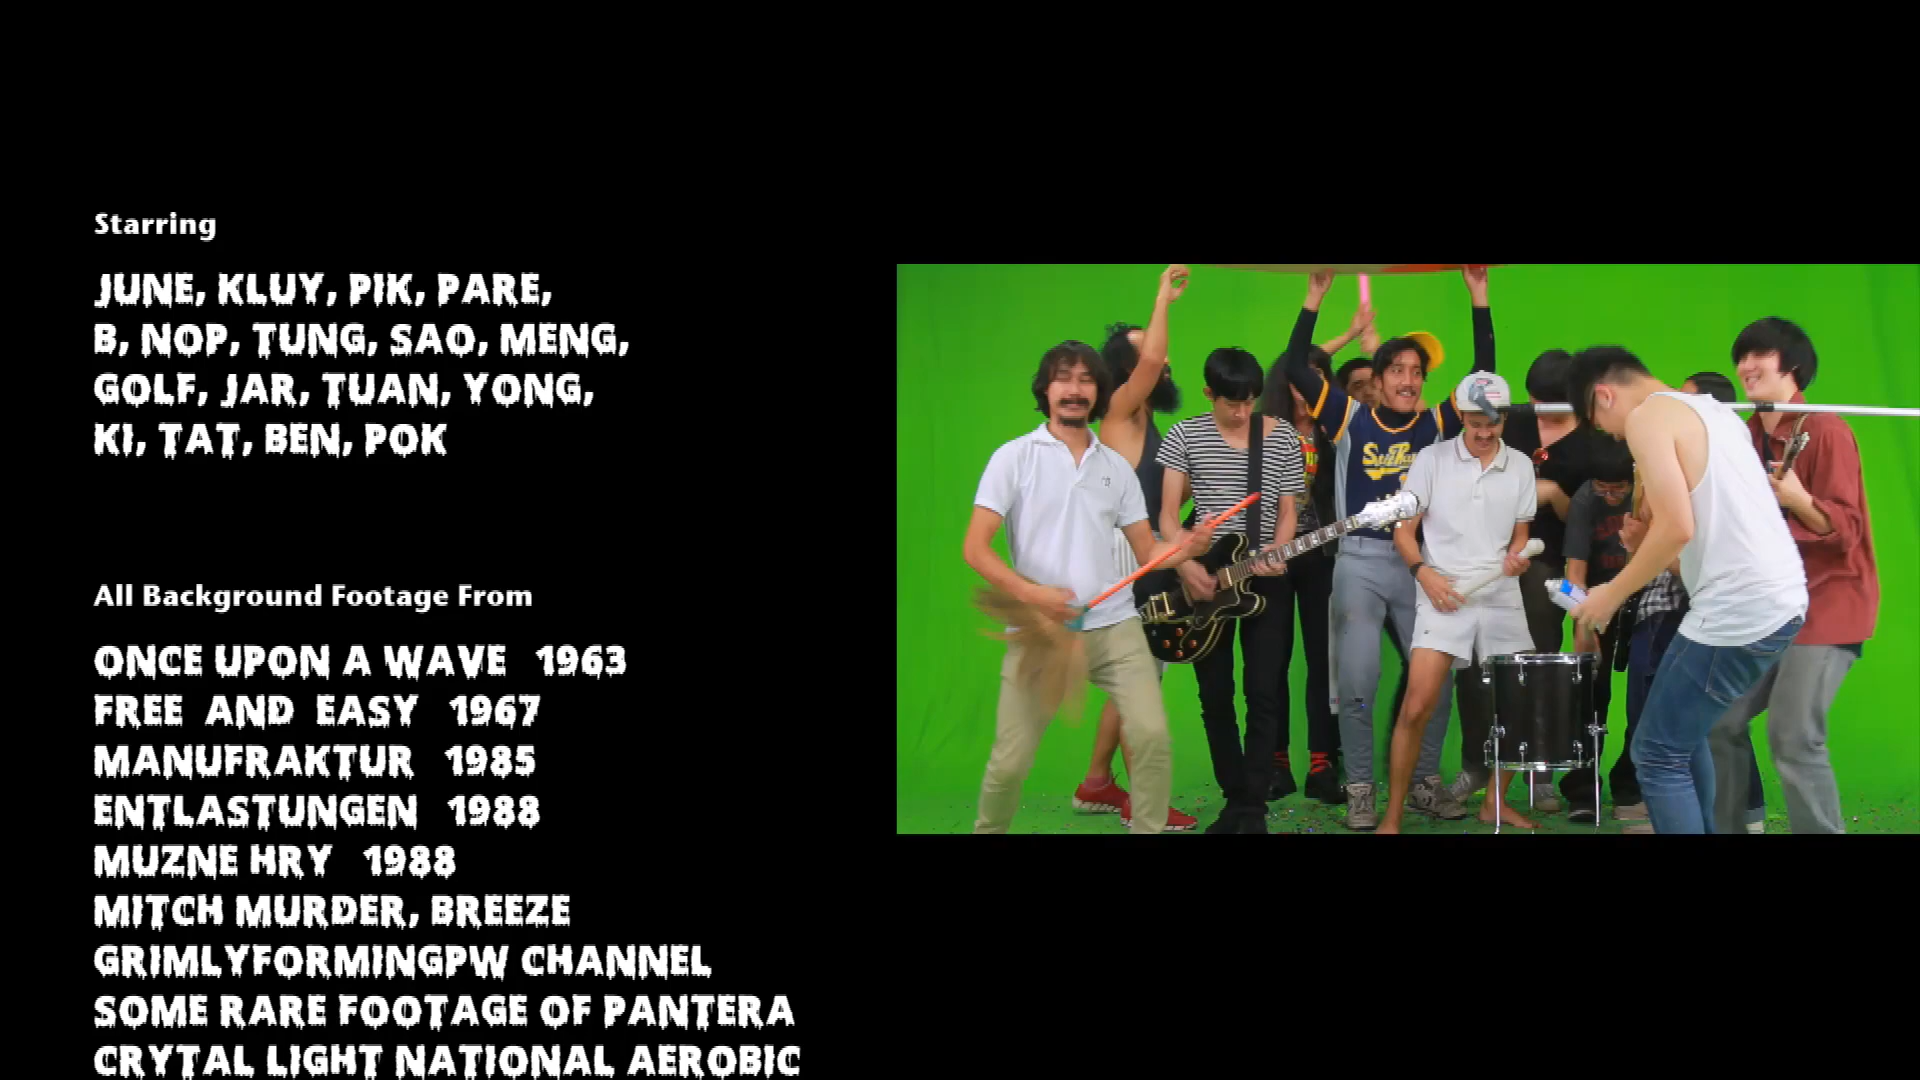 Starring
JUNE, KLUY, PIK, PARE,
B, NOP, TUNG, SAO, MENG,
GOLF, JAR, TUAN, YONG,
KI, TAT, BEN, POK
All Background Footage From
ONCE UPON A WAVE 1963
FREE AND EASY 1967
MANUFRAKTUR 1985
ENTLASTUNGEN 1988
MUZNE HRY 1988
MITCH MURDER, BREEZE
GRIMLYFORMINGPW CHANNEL
SOME RARE FOOTAGE OF PANTERA
CRYTAL LIGHT NATIONAL AEROBIC